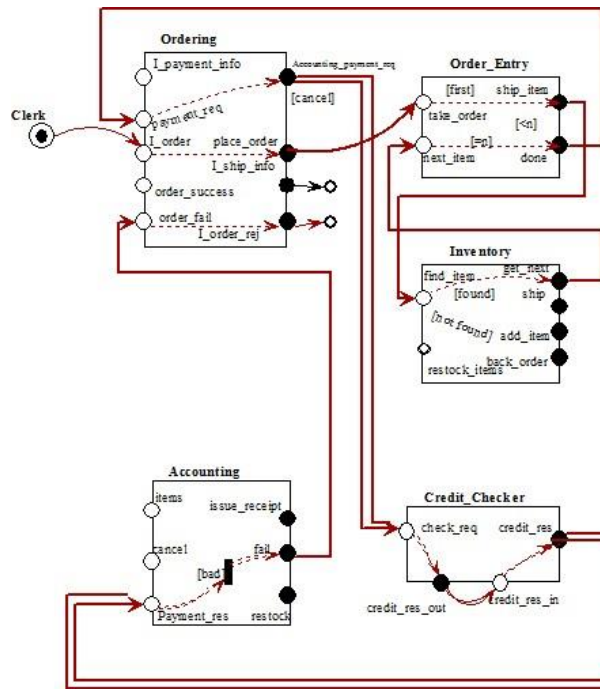 Ordering
I_payment_info
Accounting_payment_req
[cancel]
payment_req
Clerk
I_order
place_order
I_ship_info
order_success
order_fail
I_order_rej
Order_Entry
[first]
ship_item
take_order
[<n]
[=n]
next_item
done
Inventory
get_next
find_item
[found]
ship
[not found]
add_item
back_order
restock_items
Accounting
items
issue_receipt
cancel
fail
[bad]
Payment_res
restock
Credit_Checker
check_req
credit_res
credit_res_out
credit_res_in